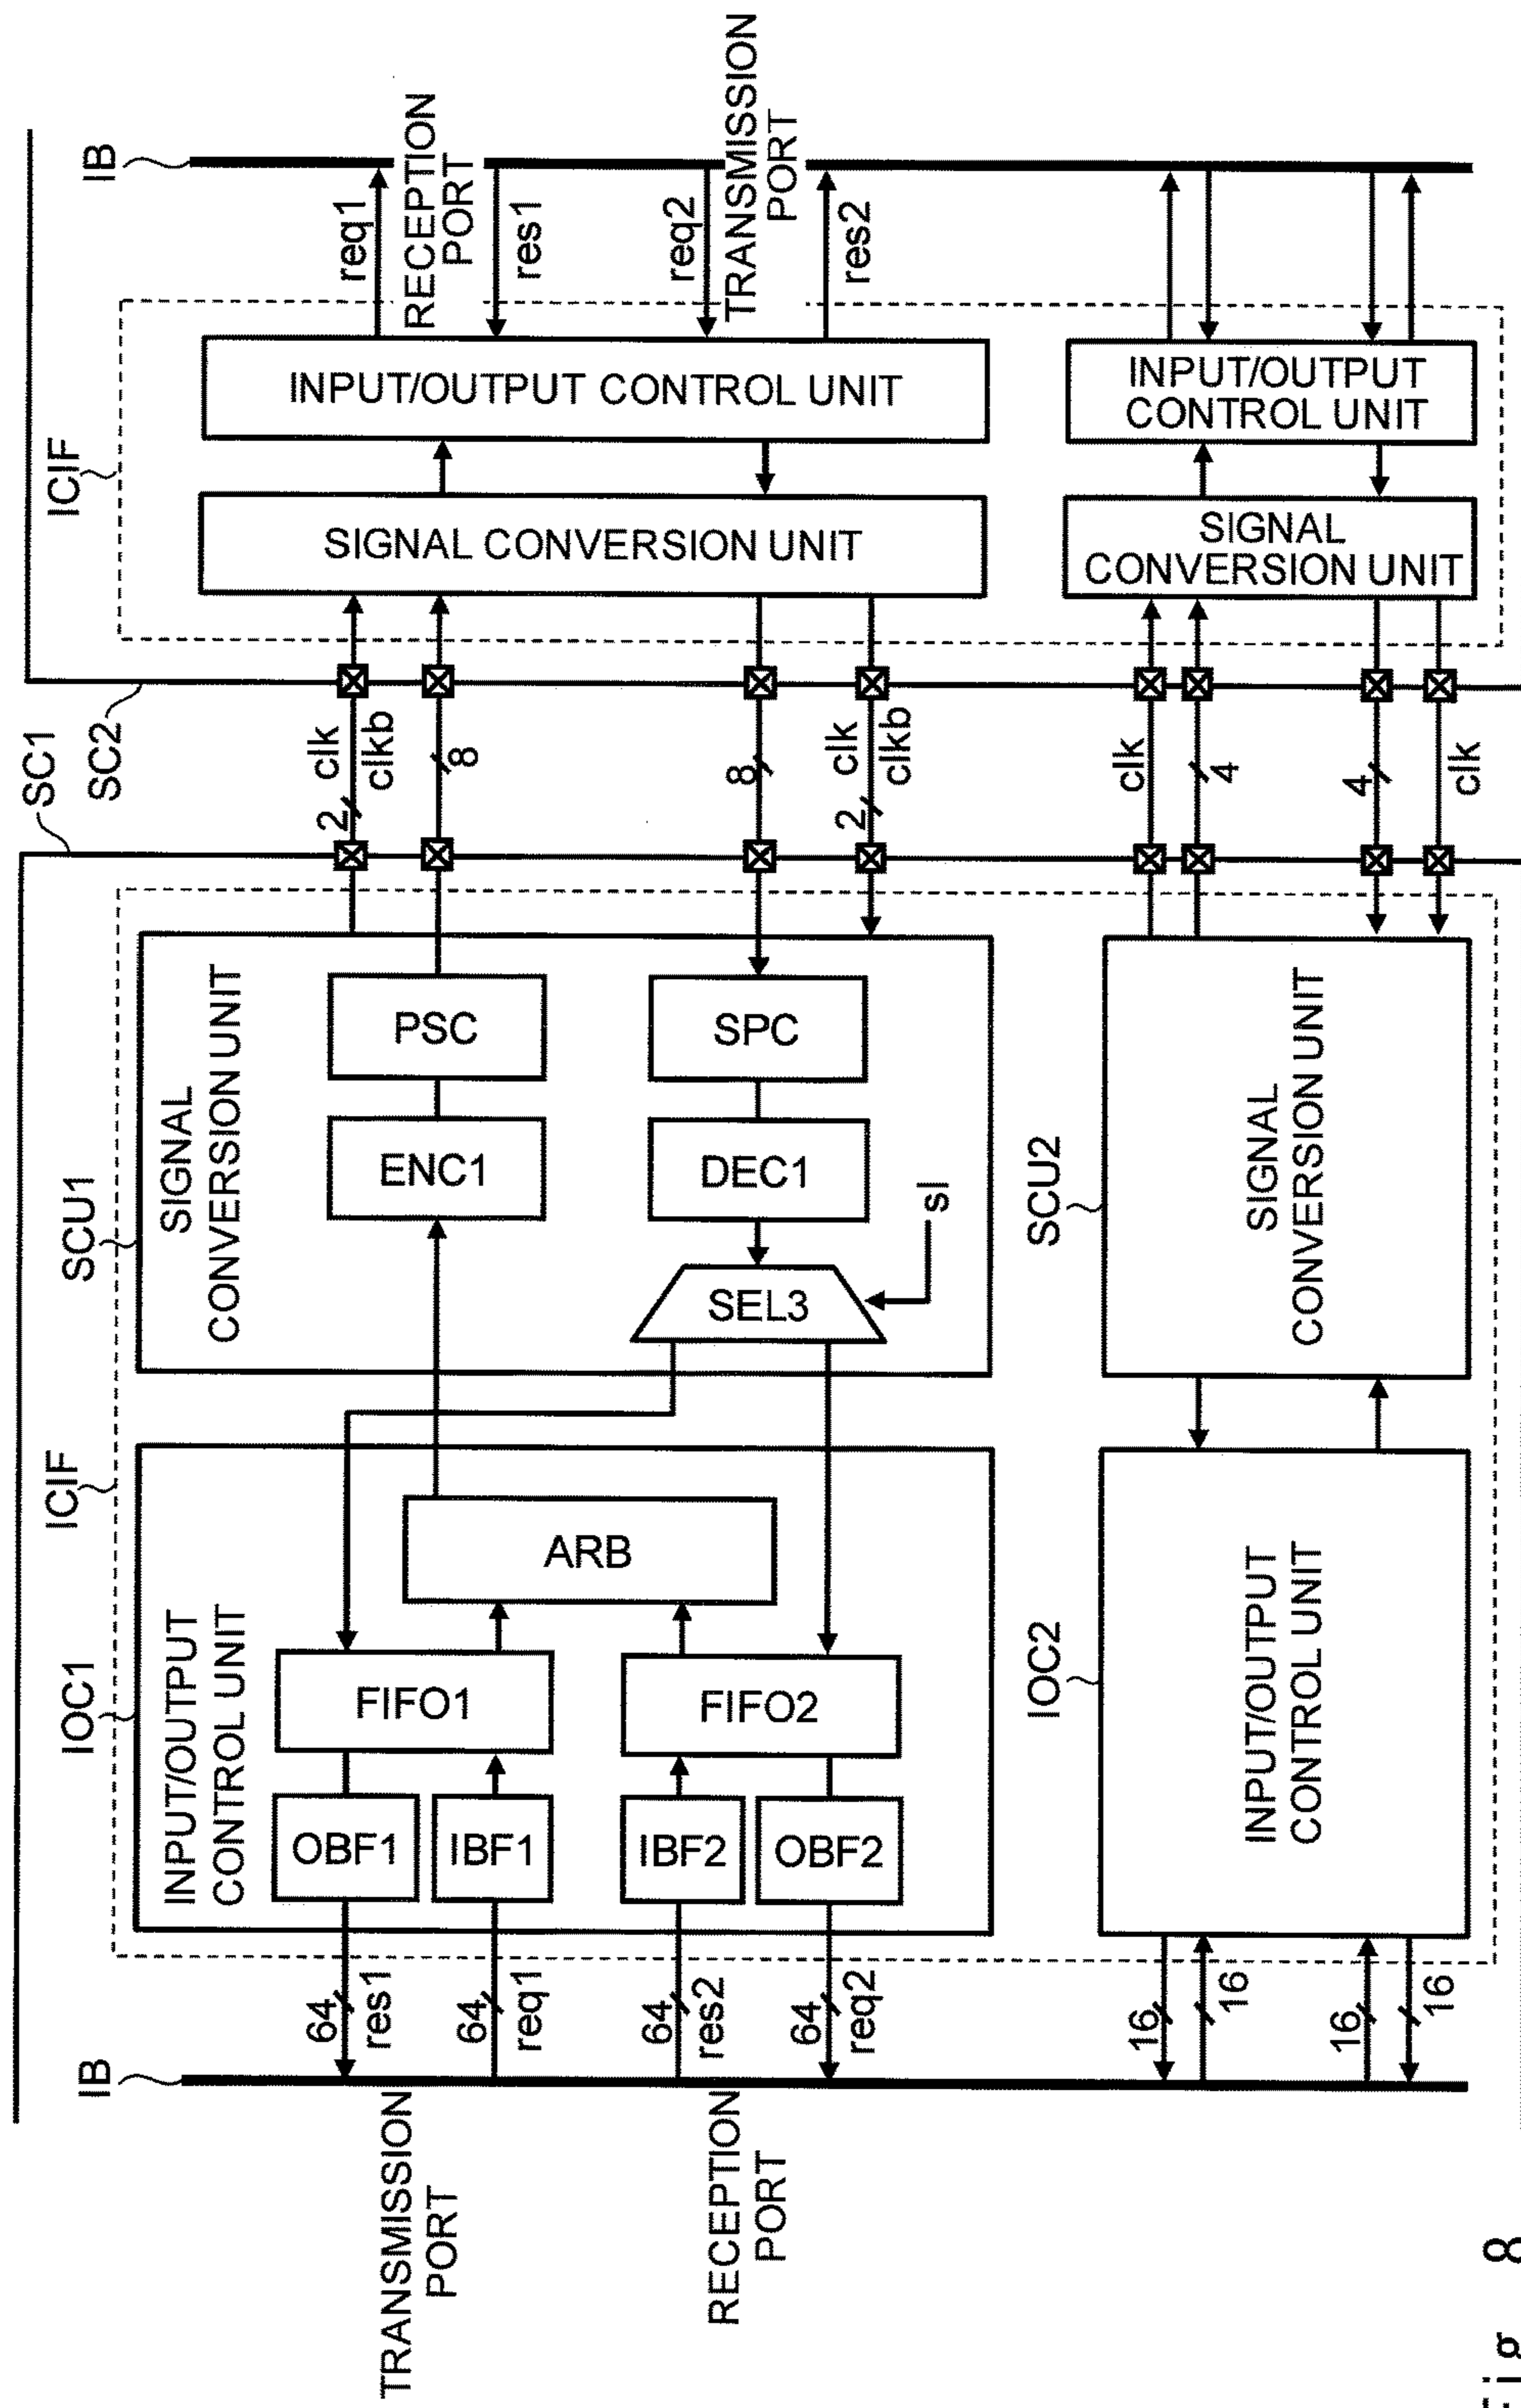 SC1
SC2
IB
ICIF
ICIF
IB
IOC1
INPUT/OUTPUT
CONTROL UNIT
SCU1
SIGNAL
CONVERSION UNIT
TRANSMISSION
PORT
64
res1
OBF1
FIFO1
64
req1
IBF1
ARB
ENC1
PSC
2
clk
clkb
8
RECEPTION
PORT
64
res2
IBF2
FIFO2
64
req2
OBF2
SEL3
sl
DEC1
SPC
8
2
clk
clkb
SIGNAL CONVERSION UNIT
INPUT/OUTPUT CONTROL UNIT
req1
RECEPTION
PORT
res1
req2
TRANSMISSION
PORT
res2
IOC2
INPUT/OUTPUT
CONTROL UNIT
16
16
16
16
SCU2
SIGNAL
CONVERSION UNIT
clk
4
4
clk
SIGNAL
CONVERSION UNIT
INPUT/OUTPUT
CONTROL UNIT
Fig. 8